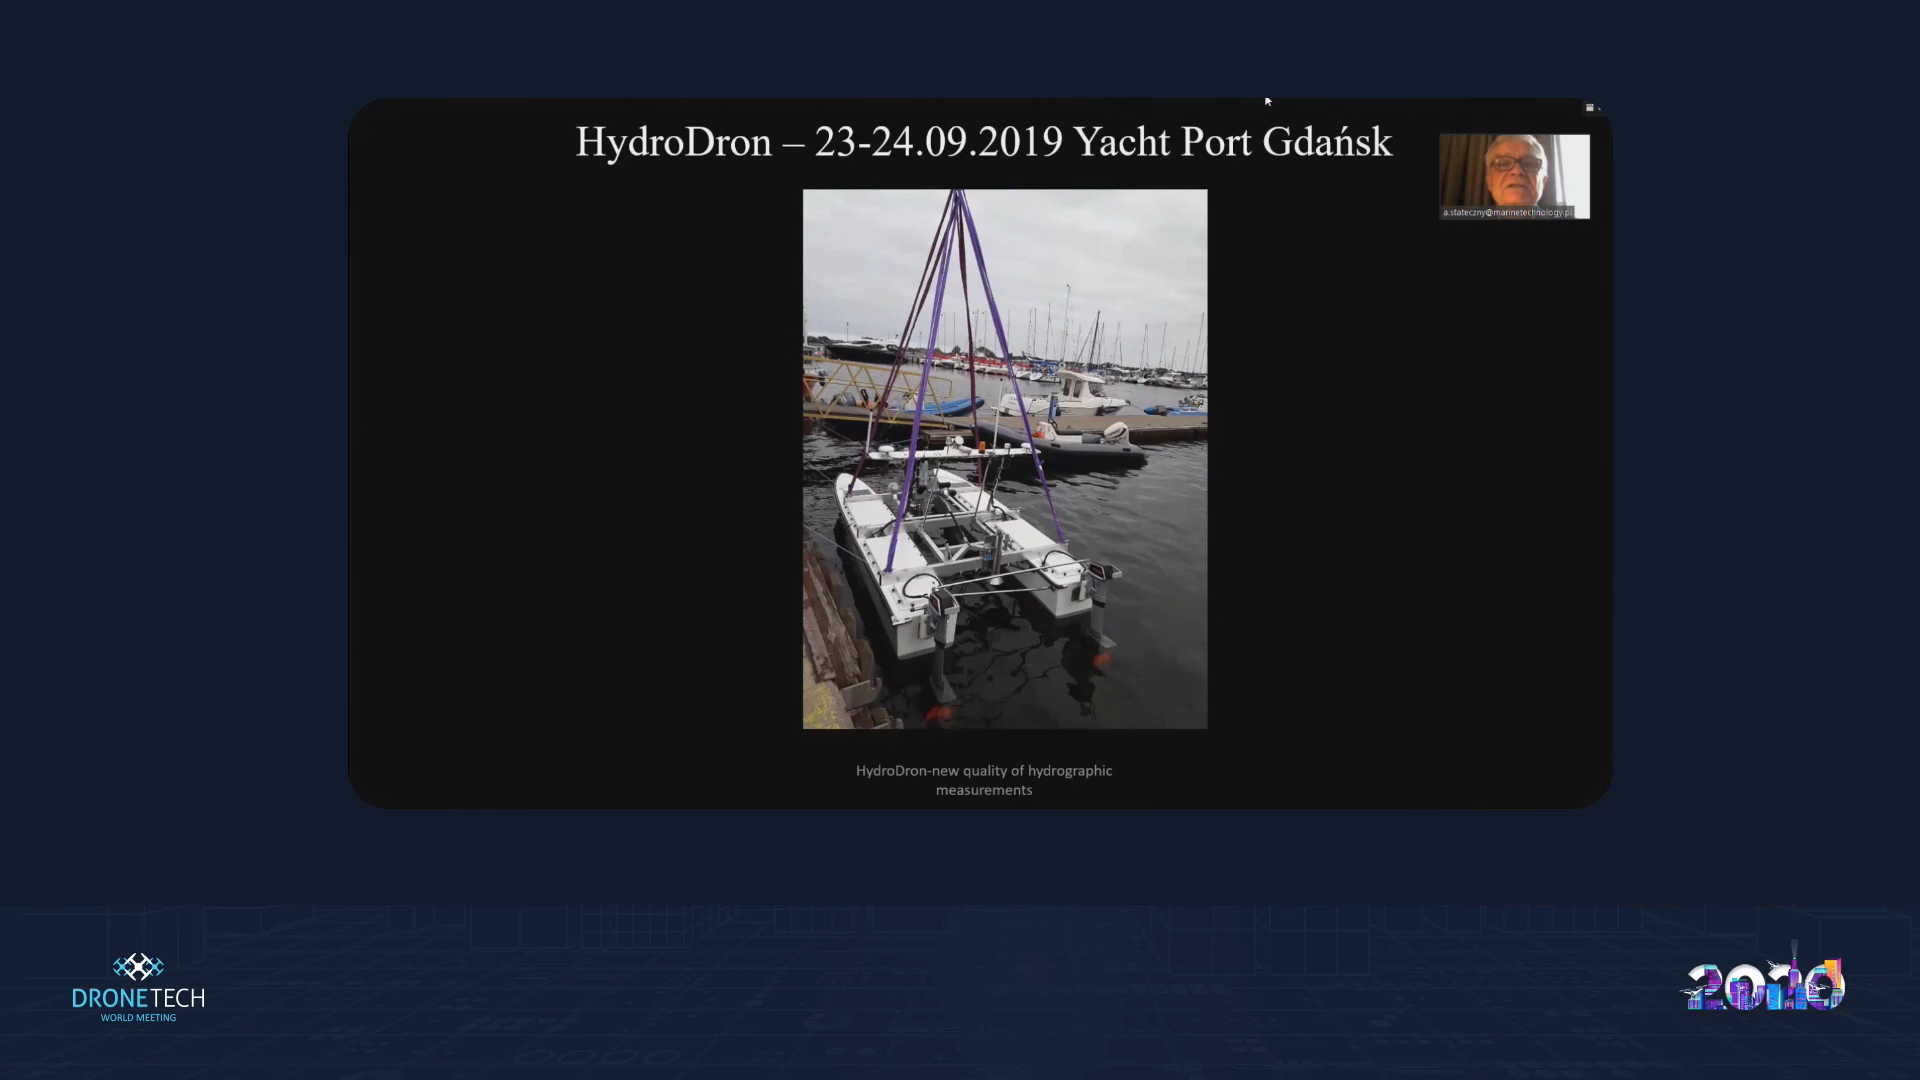 HydroDron – 23-24.09.2019 Yacht Port Gdańsk
a.stateczny@marinetechnology.pl
HydroDron-new quality of hydrographic
measurements
DRONETECH
WORLD MEETING
2020